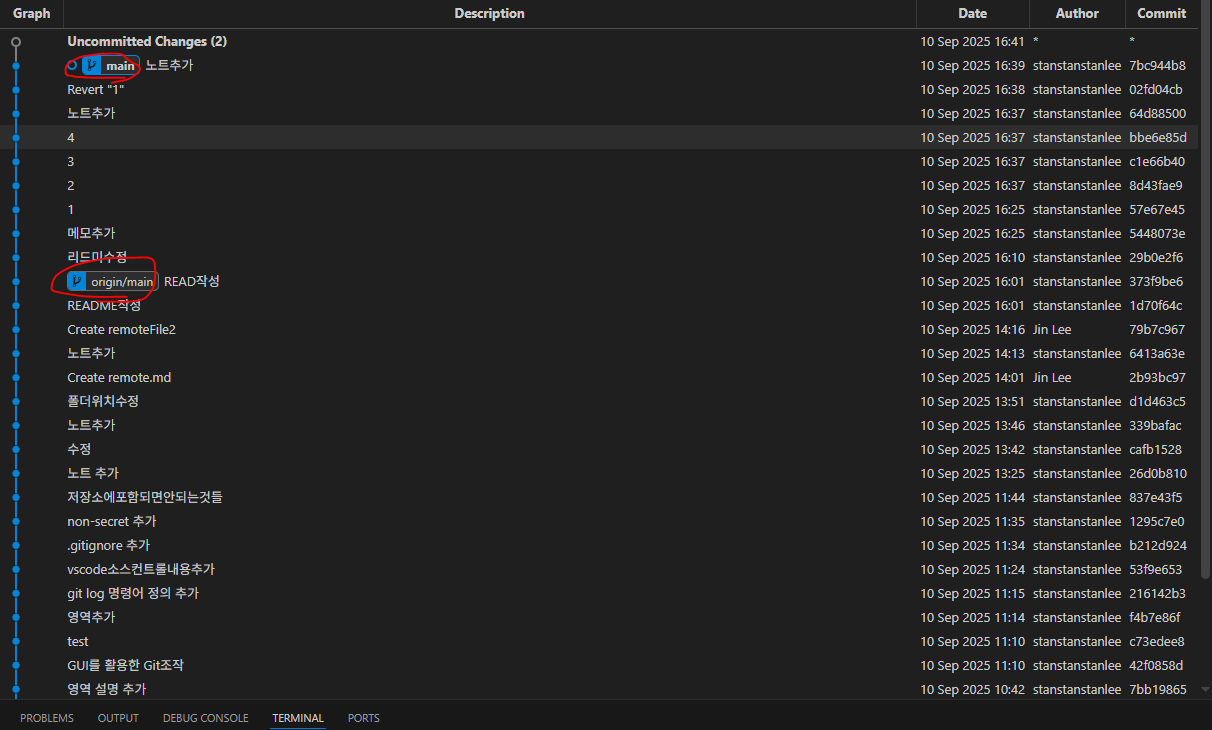 Graph Description Date Author Commit
Uncommitted Changes (2) 10 Sep 2025 16:41 * *
main 노트추가 10 Sep 2025 16:39 stanstanstanlee 7bc944b8
Revert "1" 10 Sep 2025 16:38 stanstanstanlee 02fd04cb
노트추가 10 Sep 2025 16:37 stanstanstanlee 64d88500
4 10 Sep 2025 16:37 stanstanstanlee bbe6e85d
3 10 Sep 2025 16:37 stanstanstanlee c1e66b40
2 10 Sep 2025 16:37 stanstanstanlee 8d43fae9
1 10 Sep 2025 16:25 stanstanstanlee 57e67e45
메모추가 10 Sep 2025 16:25 stanstanstanlee 5448073e
리드미수정 10 Sep 2025 16:10 stanstanstanlee 29b0e2f6
origin/main READ작성 10 Sep 2025 16:01 stanstanstanlee 373f9be6
README작성 10 Sep 2025 16:01 stanstanstanlee 1d70f64c
Create remoteFile2 10 Sep 2025 14:16 Jin Lee 79b7c967
노트추가 10 Sep 2025 14:13 stanstanstanlee 6413a63e
Create remote.md 10 Sep 2025 14:01 Jin Lee 2b93bc97
폴더위치수정 10 Sep 2025 13:51 stanstanstanlee d1d463c5
노트추가 10 Sep 2025 13:46 stanstanstanlee 339bafac
수정 10 Sep 2025 13:42 stanstanstanlee cafb1528
노트 추가 10 Sep 2025 13:25 stanstanstanlee 26d0b810
저장소에포함되면안되는것들 10 Sep 2025 11:44 stanstanstanlee 837e43f5
non-secret 추가 10 Sep 2025 11:35 stanstanstanlee 1295c7e0
.gitignore 추가 10 Sep 2025 11:34 stanstanstanlee b212d924
vscode소스컨트롤내용추가 10 Sep 2025 11:24 stanstanstanlee 53f9e653
git log 명령어 정의 추가 10 Sep 2025 11:15 stanstanstanlee 216142b3
영역추가 10 Sep 2025 11:14 stanstanstanlee f4b7e86f
test 10 Sep 2025 11:10 stanstanstanlee c73edee8
GUI를 활용한 Git조작 10 Sep 2025 11:10 stanstanstanlee 42f0858d
영역 설명 추가 10 Sep 2025 10:42 stanstanstanlee 7bb19865
PROBLEMS OUTPUT DEBUG CONSOLE TERMINAL PORTS